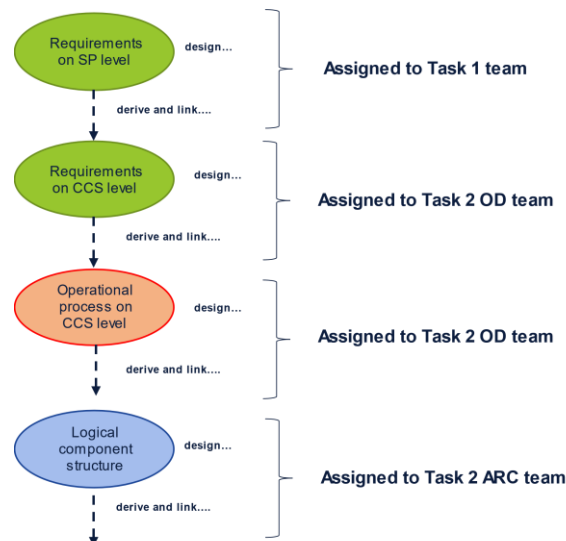 Requirements
on SP level
design...
Assigned to Task 1 team
derive and link....
Requirements
on CCS level
design...
Assigned to Task 2 OD team
derive and link....
Operational
process on
CCS level
design...
Assigned to Task 2 OD team
derive and link....
Logical
component
structure
design...
Assigned to Task 2 ARC team
derive and link....